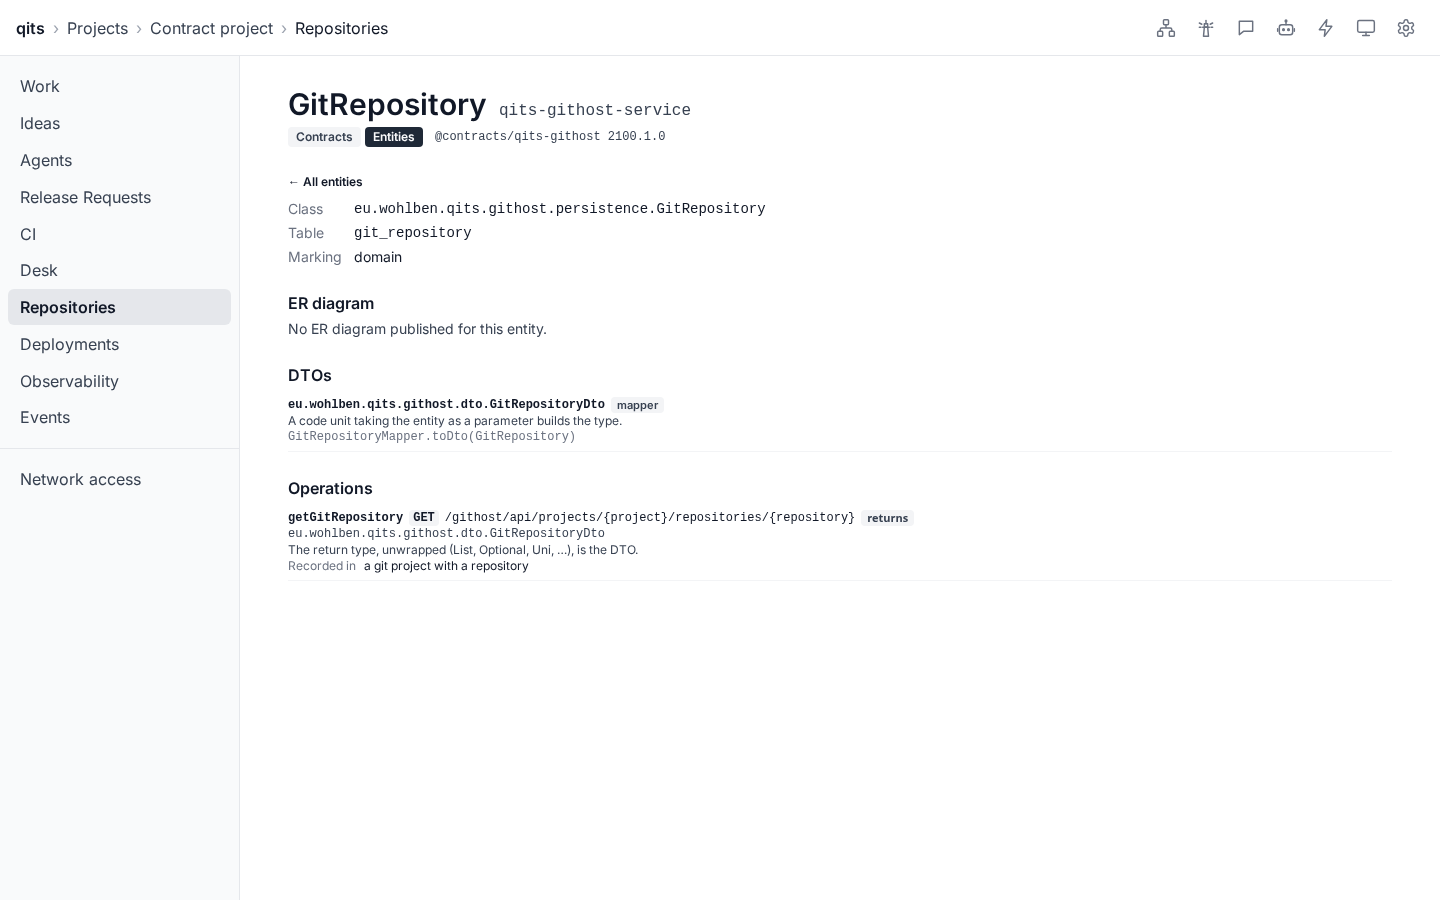 qits › Projects › Contract project › Repositories
Work
Ideas
Agents
Release Requests
CI
Desk
Repositories
Deployments
Observability
Events
Network access
GitRepository qits-githost-service
Contracts Entities @contracts/qits-githost 2100.1.0
← All entities
Class eu.wohlben.qits.githost.persistence.GitRepository
Table git_repository
Marking domain
ER diagram
No ER diagram published for this entity.
DTOs
eu.wohlben.qits.githost.dto.GitRepositoryDto mapper
A code unit taking the entity as a parameter builds the type.
GitRepositoryMapper.toDto(GitRepository)
Operations
getGitRepository GET /githost/api/projects/{project}/repositories/{repository} returns
eu.wohlben.qits.githost.dto.GitRepositoryDto
The return type, unwrapped (List, Optional, Uni, …), is the DTO.
Recorded in a git project with a repository